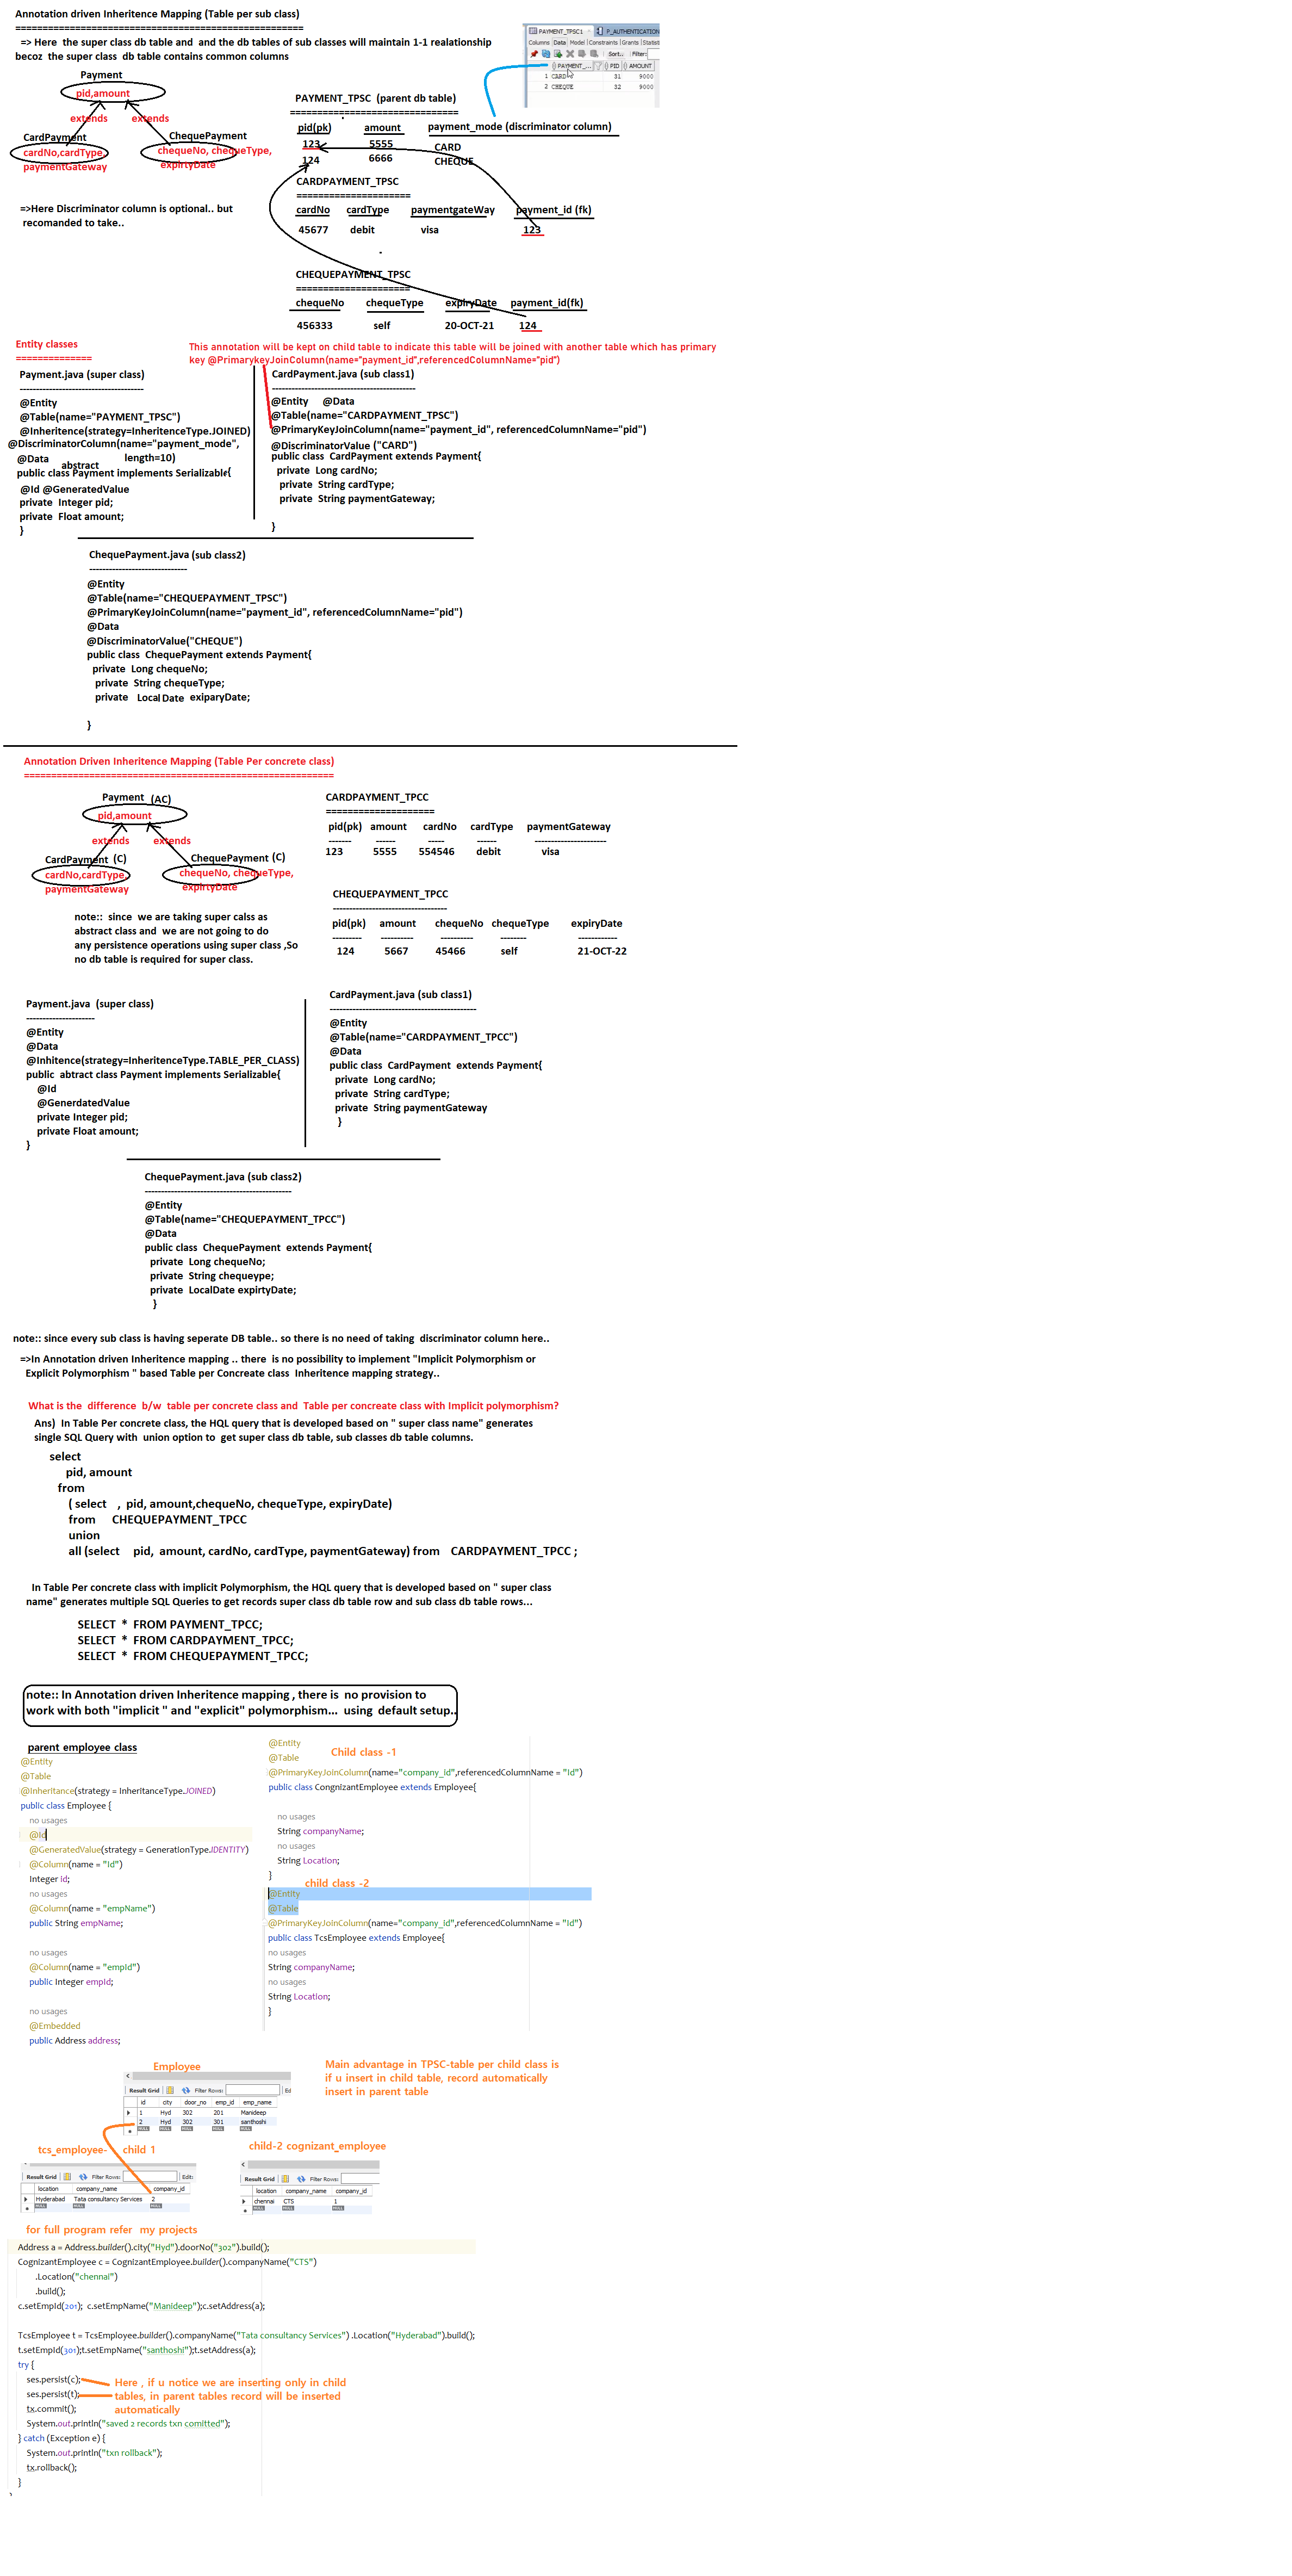 Annotation driven Inheritence Mapping (Table per sub class)
=====================================================
=> Here the super class db table and and the db tables of sub classes will maintain 1-1 realationship
becoz the super class db table contains common columns
PAYMENT_TPSC1
F_AUTHENTICATION
Columns Data Model Constraints Grants Statisti
Sort.. Filter:
PAYMENT_... PID AMOUNT
1 CARD 31 9000
2 CHEQUE 32 9000
Payment
pid,amount
extends extends
CardPayment
cardNo,cardType,
paymentGateway
ChequePayment
chequeNo, chequeType,
expirtyDate
=>Here Discriminator column is optional.. but
recomanded to take..
PAYMENT_TPSC (parent db table)
===============================
pid(pk) amount payment_mode (discriminator column)
123 5555 CARD
124 6666 CHEQUE
CARDPAYMENT_TPSC
=====================
cardNo cardType paymentgateWay payment_id (fk)
45677 debit visa 123
CHEQUEPAYMENT_TPSC
=====================
chequeNo chequeType expiryDate payment_id(fk)
456333 self 20-OCT-21 124
Entity classes
==============
This annotation will be kept on child table to indicate this table will be joined with another table which has primary
key @PrimarykeyJoinColumn(name="payment_id",referencedColumnName="pid")
Payment.java (super class)
--------------------------------------
@Entity
@Table(name="PAYMENT_TPSC")
@Inheritence(strategy=InheritenceType.JOINED)
@DiscriminatorColumn(name="payment_mode",
length=10)
@Data
abstract
public class Payment implements Serializable{
@Id @GeneratedValue
private Integer pid;
private Float amount;
}
CardPayment.java (sub class1)
--------------------------------------------
@Entity @Data
@Table(name="CARDPAYMENT_TPSC")
@PrimaryKeyJoinColumn(name="payment_id", referencedColumnName="pid")
@DiscriminatorValue ("CARD")
public class CardPayment extends Payment{
private Long cardNo;
private String cardType;
private String paymentGateway;
}
ChequePayment.java (sub class2)
------------------------------
@Entity
@Table(name="CHEQUEPAYMENT_TPSC")
@PrimaryKeyJoinColumn(name="payment_id", referencedColumnName="pid")
@Data
@DiscriminatorValue("CHEQUE")
public class ChequePayment extends Payment{
private Long chequeNo;
private String chequeType;
private LocalDate exiparyDate;
}
Annotation Driven Inheritence Mapping (Table Per concrete class)
=========================================================
Payment (AC)
pid,amount
extends extends
CardPayment (C)
cardNo,cardType,
paymentGateway
ChequePayment (C)
chequeNo, chequeType,
expirtyDate
note:: since we are taking super calss as
abstract class and we are not going to do
any persistence operations using super class ,So
no db table is required for super class.
CARDPAYMENT_TPCC
====================
pid(pk) amount cardNo cardType paymentGateway
------- ------ ----- ------ ----------------------
123 5555 554546 debit visa
CHEQUEPAYMENT_TPCC
-----------------------------------
pid(pk) amount chequeNo chequeType expiryDate
--------- ---------- ---------- -------- ------------
124 5667 45466 self 21-OCT-22
Payment.java (super class)
---------------------
@Entity
@Data
@Inhitence(strategy=InheritenceType.TABLE_PER_CLASS)
public abtract class Payment implements Serializable{
@Id
@GenerdatedValue
private Integer pid;
private Float amount;
}
CardPayment.java (sub class1)
---------------------------------------------
@Entity
@Table(name="CARDPAYMENT_TPCC")
@Data
public class CardPayment extends Payment{
private Long cardNo;
private String cardType;
private String paymentGateway
}
ChequePayment.java (sub class2)
---------------------------------------------
@Entity
@Table(name="CHEQUEPAYMENT_TPCC")
@Data
public class ChequePayment extends Payment{
private Long chequeNo;
private String chequeype;
private LocalDate expirtyDate;
}
note:: since every sub class is having seperate DB table.. so there is no need of taking discriminator column here..
=>In Annotation driven Inheritence mapping .. there is no possibility to implement "Implicit Polymorphism or
Explicit Polymorphism " based Table per Concreate class Inheritence mapping strategy..
What is the difference b/w table per concrete class and Table per concreate class with Implicit polymorphism?
Ans) In Table Per concrete class, the HQL query that is developed based on " super class name" generates
single SQL Query with union option to get super class db table, sub classes db table columns.
select
pid, amount
from
( select , pid, amount,chequeNo, chequeType, expiryDate)
from CHEQUEPAYMENT_TPCC
union
all (select pid, amount, cardNo, cardType, paymentGateway) from CARDPAYMENT_TPCC ;
In Table Per concrete class with implicit Polymorphism, the HQL query that is developed based on " super class
name" generates multiple SQL Queries to get records super class db table row and sub class db table rows...
SELECT * FROM PAYMENT_TPCC;
SELECT * FROM CARDPAYMENT_TPCC;
SELECT * FROM CHEQUEPAYMENT_TPCC;
note:: In Annotation driven Inheritence mapping , there is no provision to
work with both "implicit " and "explicit" polymorphism... using default setup..
parent employee class
@Entity
@Table
@Inheritance(strategy = InheritanceType.JOINED)
public class Employee {
no usages
@Id
@GeneratedValue(strategy = GenerationType.IDENTITY)
@Column(name = "Id")
Integer id;
no usages
@Column(name = "empName")
public String empName;
no usages
@Column(name = "empId")
public Integer empId;
no usages
@Embedded
public Address address;
@Entity
@Table
Child class -1
@PrimaryKeyJoinColumn(name="company_id",referencedColumnName = "Id")
public class CongnizantEmployee extends Employee{
no usages
String companyName;
no usages
String Location;
}
child class -2
@Entity
@Table
@PrimaryKeyJoinColumn(name="company_id",referencedColumnName = "Id")
public class TcsEmployee extends Employee{
no usages
String companyName;
no usages
String Location;
}
Employee
Result Grid Filter Rows: Ed
id city door_no emp_id emp_name
1 Hyd 302 201 Manideep
2 Hyd 302 301 santhoshi
NULL NULL NULL NULL NULL
Main advantage in TPSC-table per child class is
if u insert in child table, record automatically
insert in parent table
tcs_employee- child 1
Result Grid Filter Rows: Edit:
location company_name company_id
Hyderabad Tata consultancy Services 2
NULL NULL NULL
child-2 cognizant_employee
Result Grid Filter Rows:
location company_name company_id
chennai CTS 1
NULL NULL NULL
for full program refer my projects
Address a = Address.builder().city("Hyd").doorNo("302").build();
CognizantEmployee c = CognizantEmployee.builder().companyName("CTS")
.Location("chennai")
.build();
c.setEmpId(201); c.setEmpName("Manideep");c.setAddress(a);
TcsEmployee t = TcsEmployee.builder().companyName("Tata consultancy Services") .Location("Hyderabad").build();
t.setEmpId(301);t.setEmpName("santhoshi");t.setAddress(a);
try {
ses.persist(c);
ses.persist(t);
Here , if u notice we are inserting only in child
tables, in parent tables record will be inserted
automatically
tx.commit();
System.out.println("saved 2 records txn comitted");
} catch (Exception e) {
System.out.println("txn rollback");
tx.rollback();
}